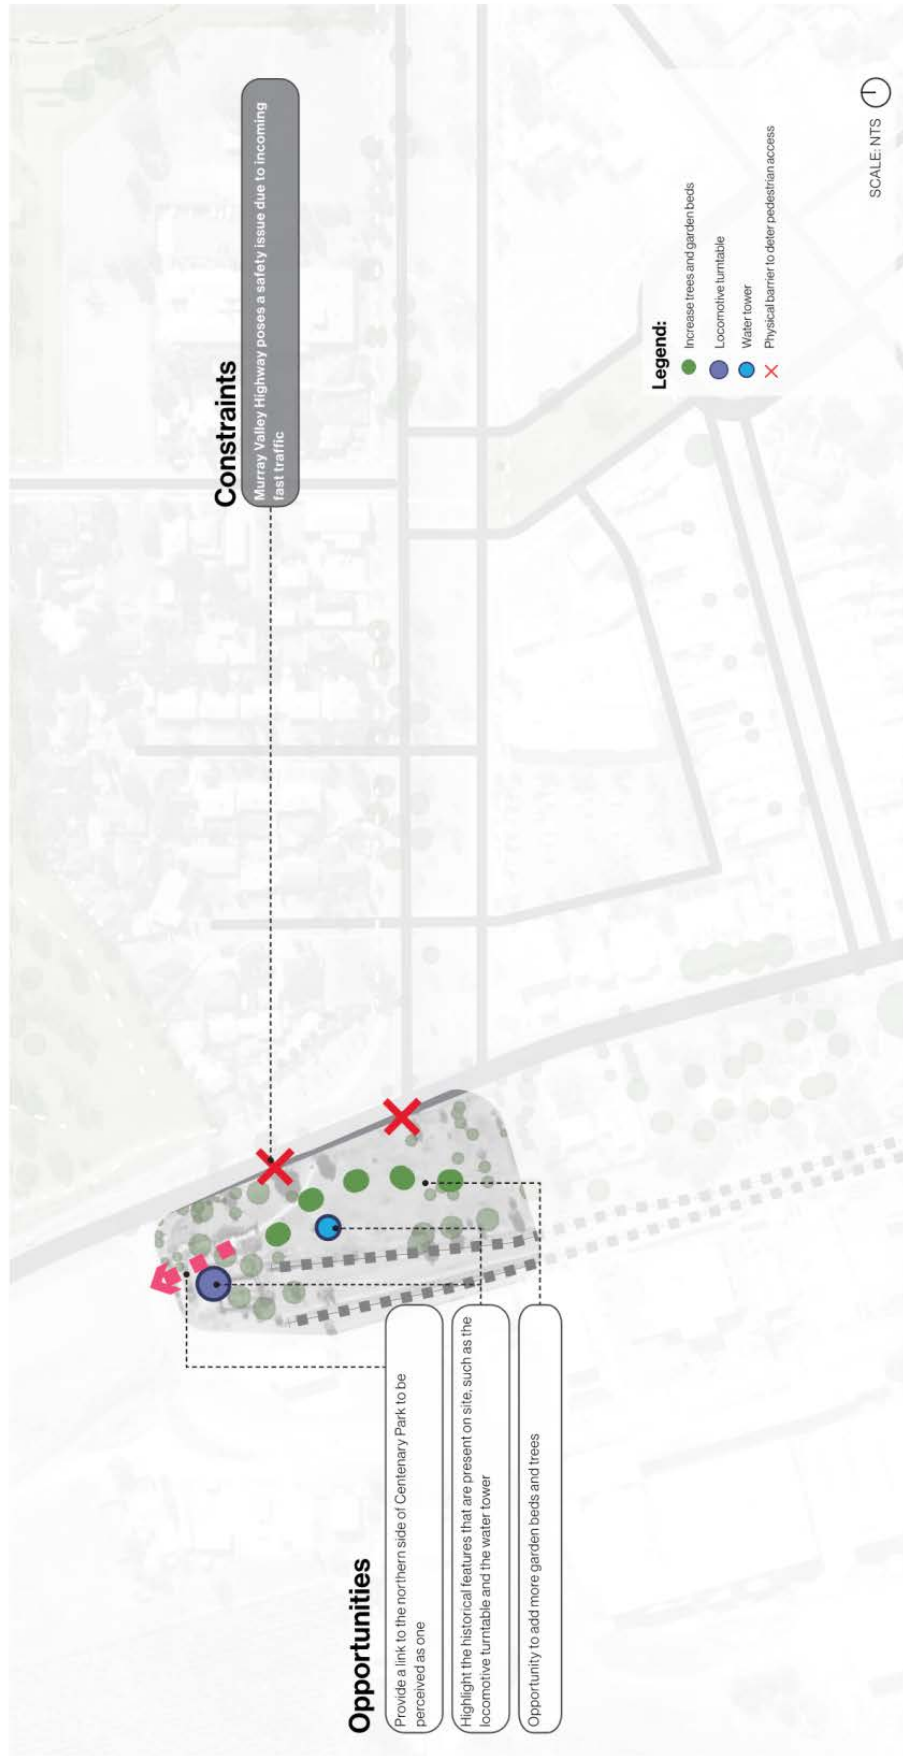 Opportunities
Provide a link to the northern side of Centenary Park to be
perceived as one
Highlight the historical features that are present on site, such as the
locomotive turntable and the water tower
Opportunity to add more garden beds and trees
Constraints
Murray Valley Highway poses a safety issue due to incoming
fast traffic
Legend:
Increase trees and garden beds
Locomotive turntable
Water tower
Physical barrier to deter pedestrian access
SCALE: NTS